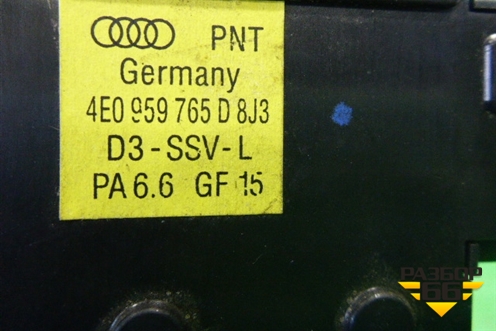 PNT
Germany
4E0 959 765 D 8J3
D3-SSV-L
PA 6.6 GF 15
РАЗБОР
66